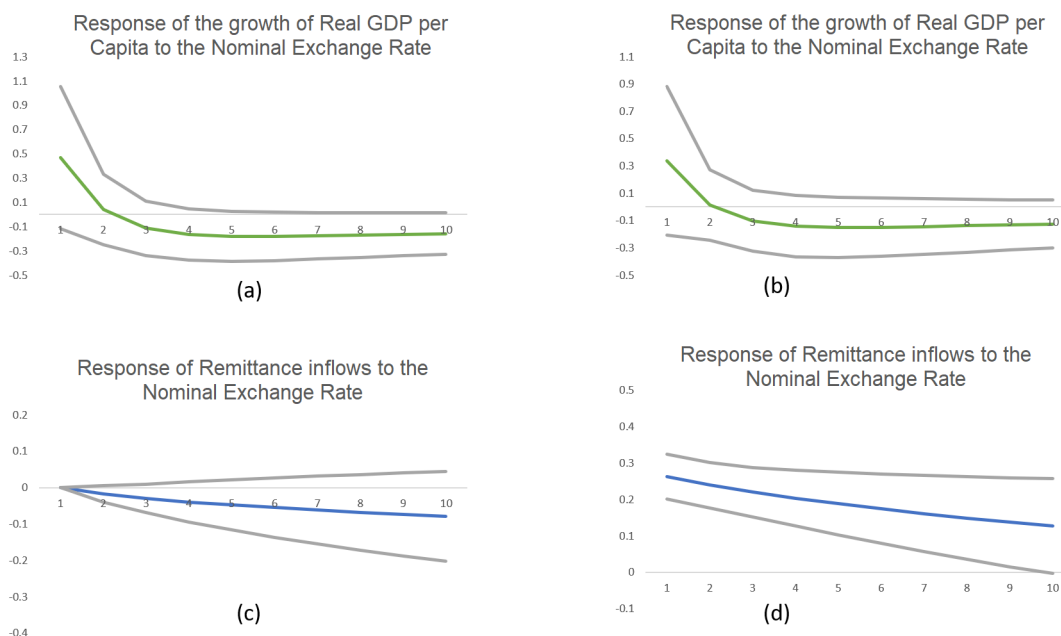 Response of the growth of Real GDP per
Capita to the Nominal Exchange Rate
1.3
1.1
0.9
0.7
0.5
0.3
0.1
-0.1
-0.3
-0.5
1 2 3 4 5 6 7 8 9 10
(a)
Response of the growth of Real GDP per
Capita to the Nominal Exchange Rate
1.1
0.9
0.7
0.5
0.3
0.1
-0.1
-0.3
-0.5
1 2 3 4 5 6 7 8 9 10
(b)
Response of Remittance inflows to the
Nominal Exchange Rate
0.2
0.1
0
-0.1
-0.2
-0.3
-0.4
1 2 3 4 5 6 7 8 9 10
(c)
Response of Remittance inflows to the
Nominal Exchange Rate
0.5
0.4
0.3
0.2
0.1
0
-0.1
1 2 3 4 5 6 7 8 9 10
(d)